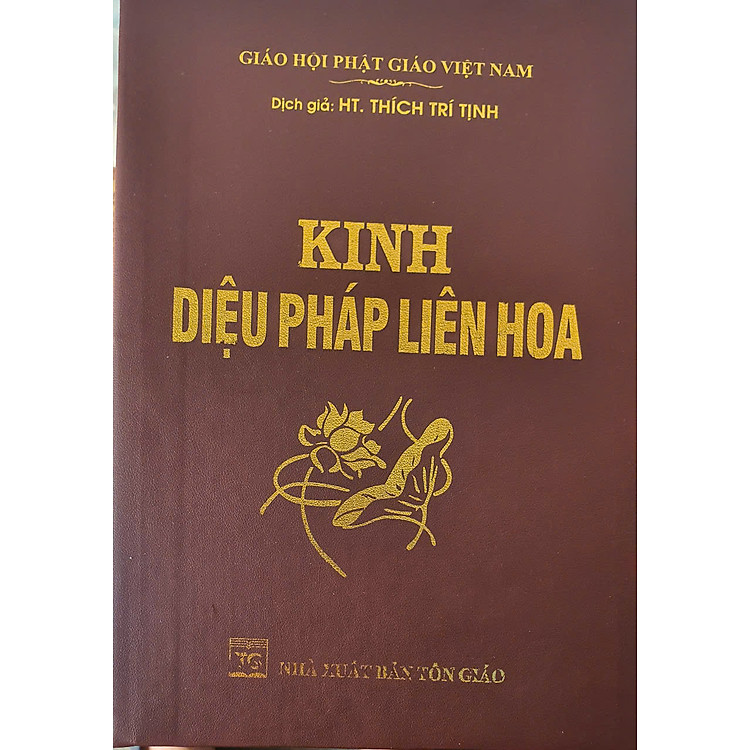 GIÁO HỘI PHẬT GIÁO VIỆT NAM
Dịch giả: HT. THÍCH TRÍ TỊNH
KINH
DIỆU PHÁP LIÊN HOA
TG
NHÀ XUẤT BẢN TÔN GIÁO